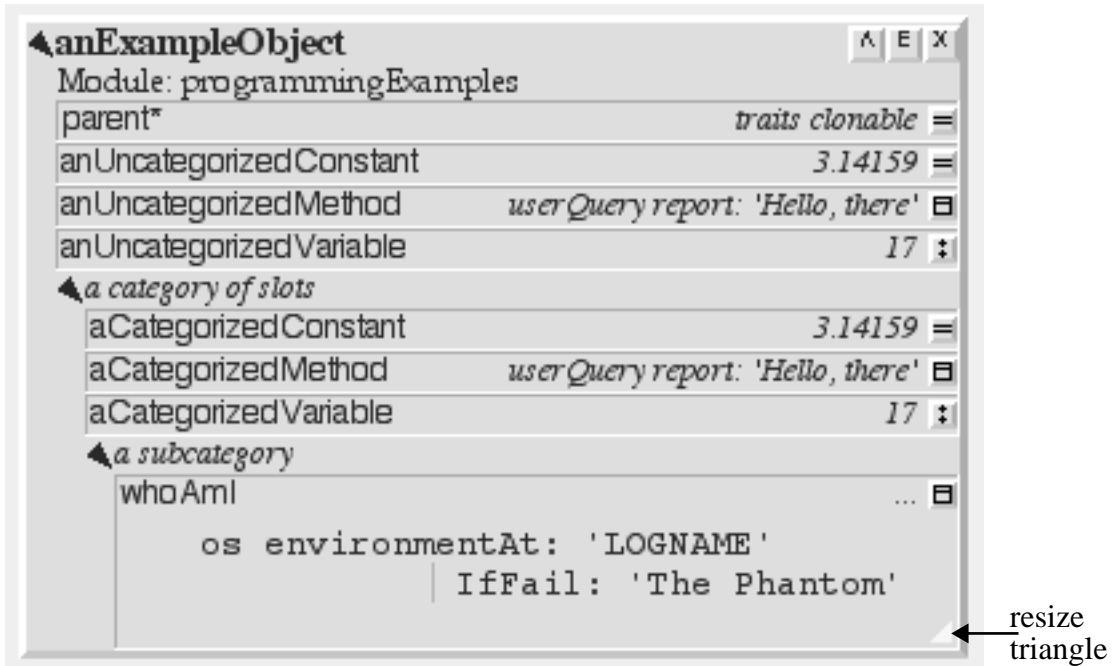 anExampleObject ʌ E X
Module: programmingExamples
parent* traits clonable =
anUncategorizedConstant 3.14159 =
anUncategorizedMethod userQuery report: 'Hello, there'
anUncategorizedVariable 17
a category of slots
aCategorizedConstant 3.14159 =
aCategorizedMethod userQuery report: 'Hello, there'
aCategorizedVariable 17
a subcategory
whoAmI ...
os environmentAt: 'LOGNAME'
IfFail: 'The Phantom'
resize
triangle